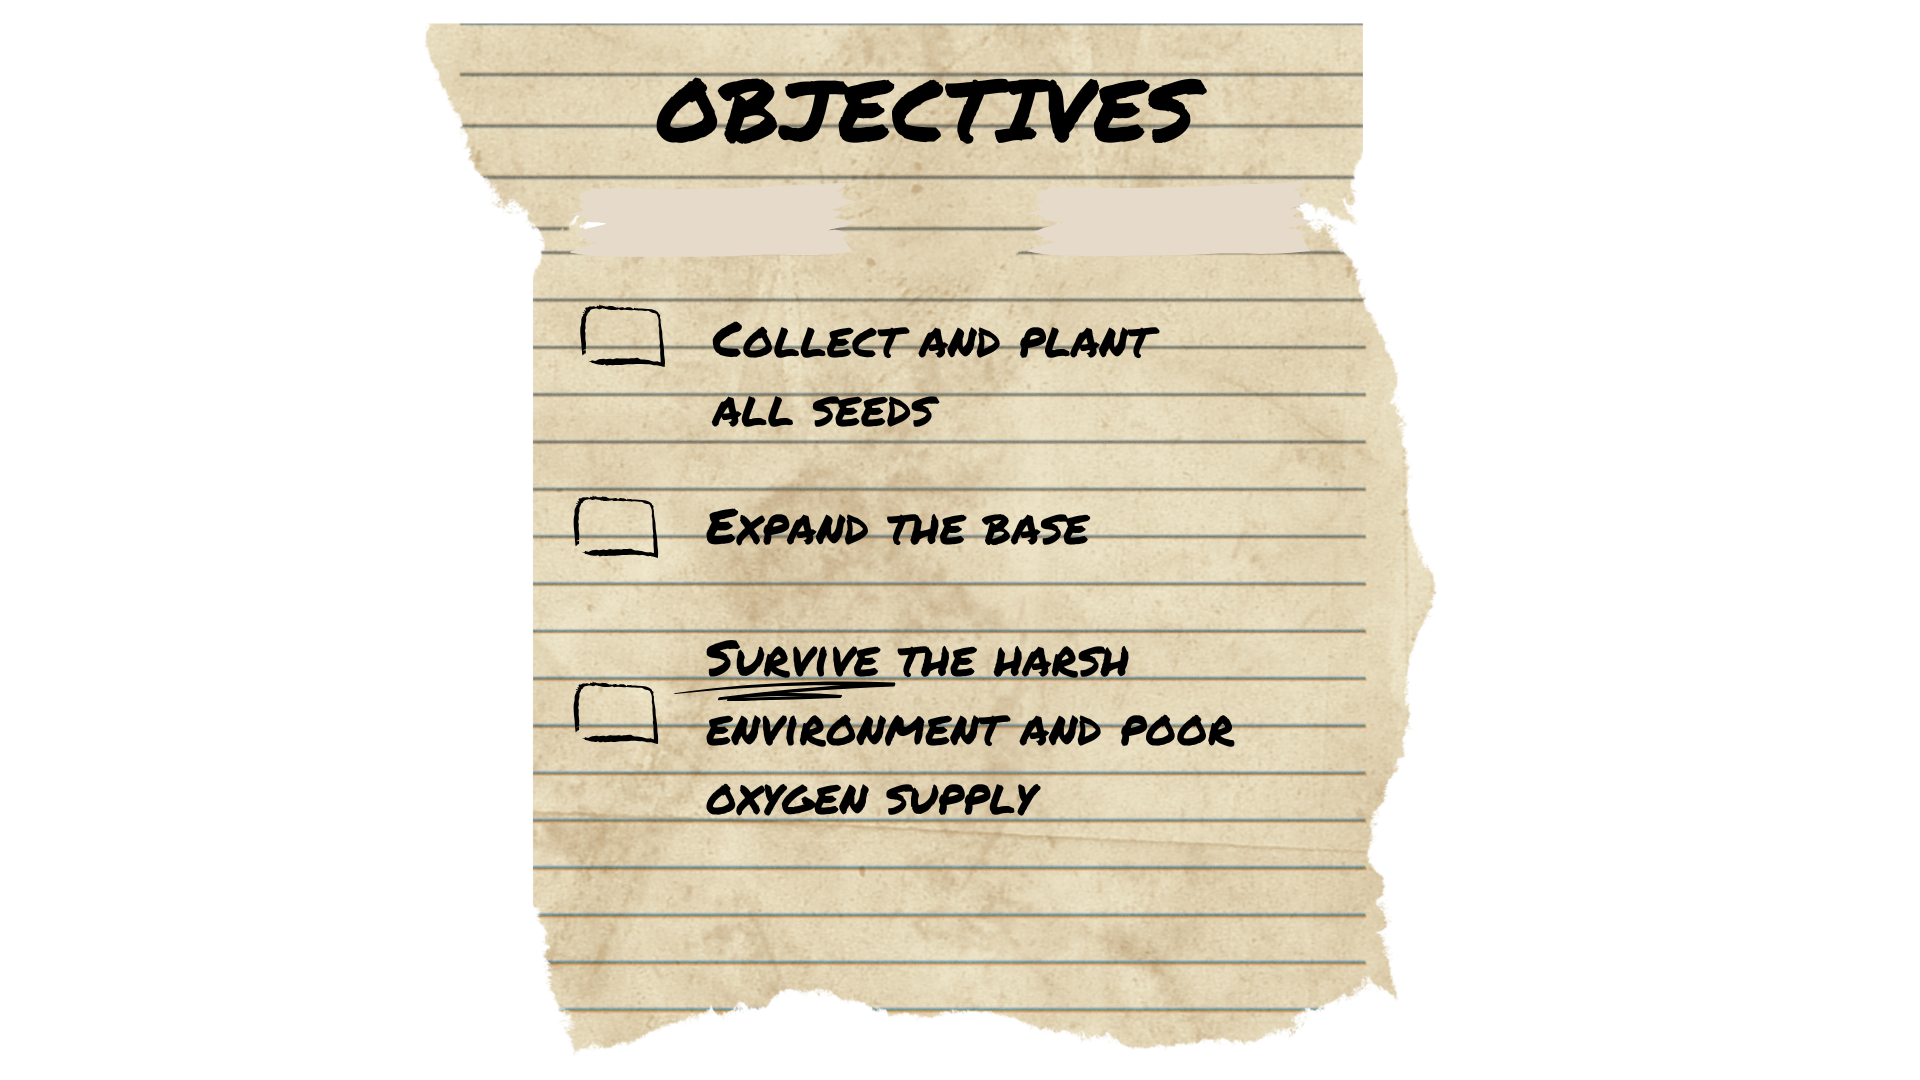 OBJECTIVES
COLLECT AND PLANT
ALL SEEDS
EXPAND THE BASE
SURVIVE THE HARSH
ENVIRONMENT AND POOR
OXYGEN SUPPLY